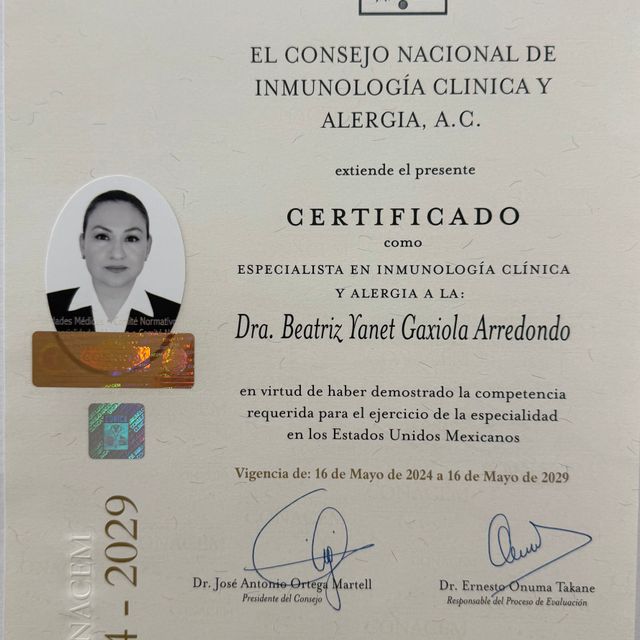 EL CONSEJO NACIONAL DE
INMUNOLOGÍA CLINICA Y
ALERGIA, A.C.
extiende el presente
CERTIFICADO
como
ESPECIALISTA EN INMUNOLOGÍA CLÍNICA
Y ALERGIA A LA:
Dra. Beatriz Yanet Gaxiola Arredondo
en virtud de haber demostrado la competencia
requerida para el ejercicio de la especialidad
en los Estados Unidos Mexicanos
Vigencia de: 16 de Mayo de 2024 a 16 de Mayo de 2029
Dr. José Antonio Ortega Martell
Presidente del Consejo
Dr. Ernesto Onuma Takane
Responsable del Proceso de Evaluación
Normativa
NACEM
4 - 2029